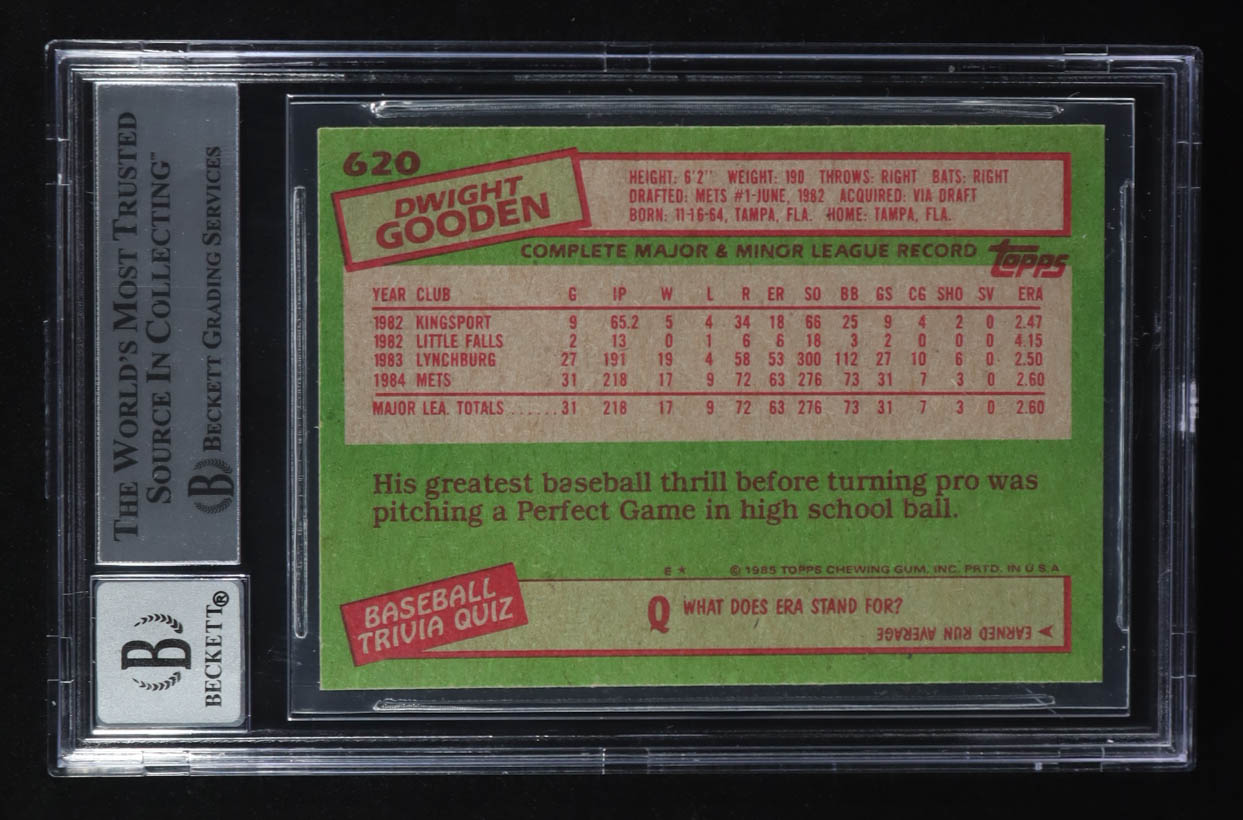 THE WORLD'S MOST TRUSTED
SOURCE IN COLLECTING™
BECKETT GRADING SERVICES
B
B
BECKETT®
620
DWIGHT
GOODEN
HEIGHT: 6'2" WEIGHT: 190 THROWS: RIGHT BATS: RIGHT
DRAFTED: METS #1-JUNE, 1982 ACQUIRED: VIA DRAFT
BORN: 11-16-64, TAMPA, FLA. HOME: TAMPA, FLA.
COMPLETE MAJOR & MINOR LEAGUE RECORD
TOPPS
YEAR CLUB G IP W L R ER SO BB GS CG SHO SV ERA
1982 KINGSPORT 9 65.2 5 4 34 18 66 25 9 4 2 0 2.47
1982 LITTLE FALLS 2 13 0 1 6 6 18 3 2 0 0 0 4.15
1983 LYNCHBURG 27 191 19 4 58 53 300 112 27 10 6 0 2.50
1984 METS 31 218 17 9 72 63 276 73 31 7 3 0 2.60
MAJOR LEA. TOTALS ...... 31 218 17 9 72 63 276 73 31 7 3 0 2.60
His greatest baseball thrill before turning pro was
pitching a Perfect Game in high school ball.
E ★ © 1985 TOPPS CHEWING GUM, INC. PRTD. IN U S A
BASEBALL
TRIVIA QUIZ
Q WHAT DOES ERA STAND FOR?
EARNED RUN AVERAGE